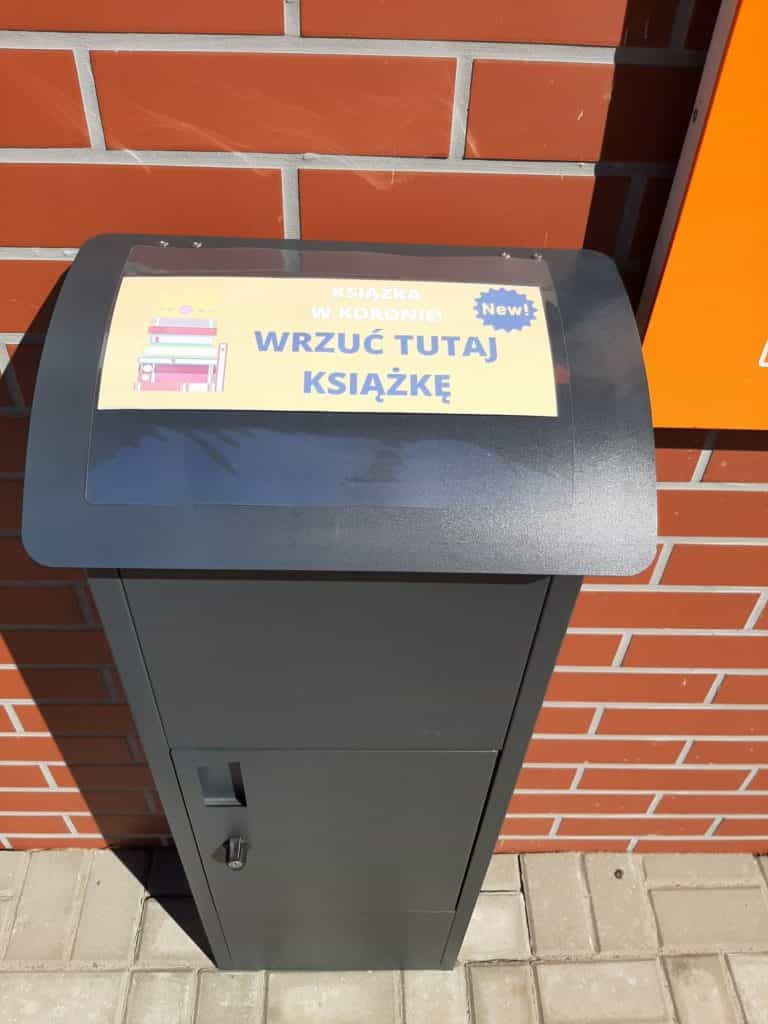 KSIĄŻKA
W KORONIE!
New!
WRZUĆ TUTAJ
KSIĄŻKĘ